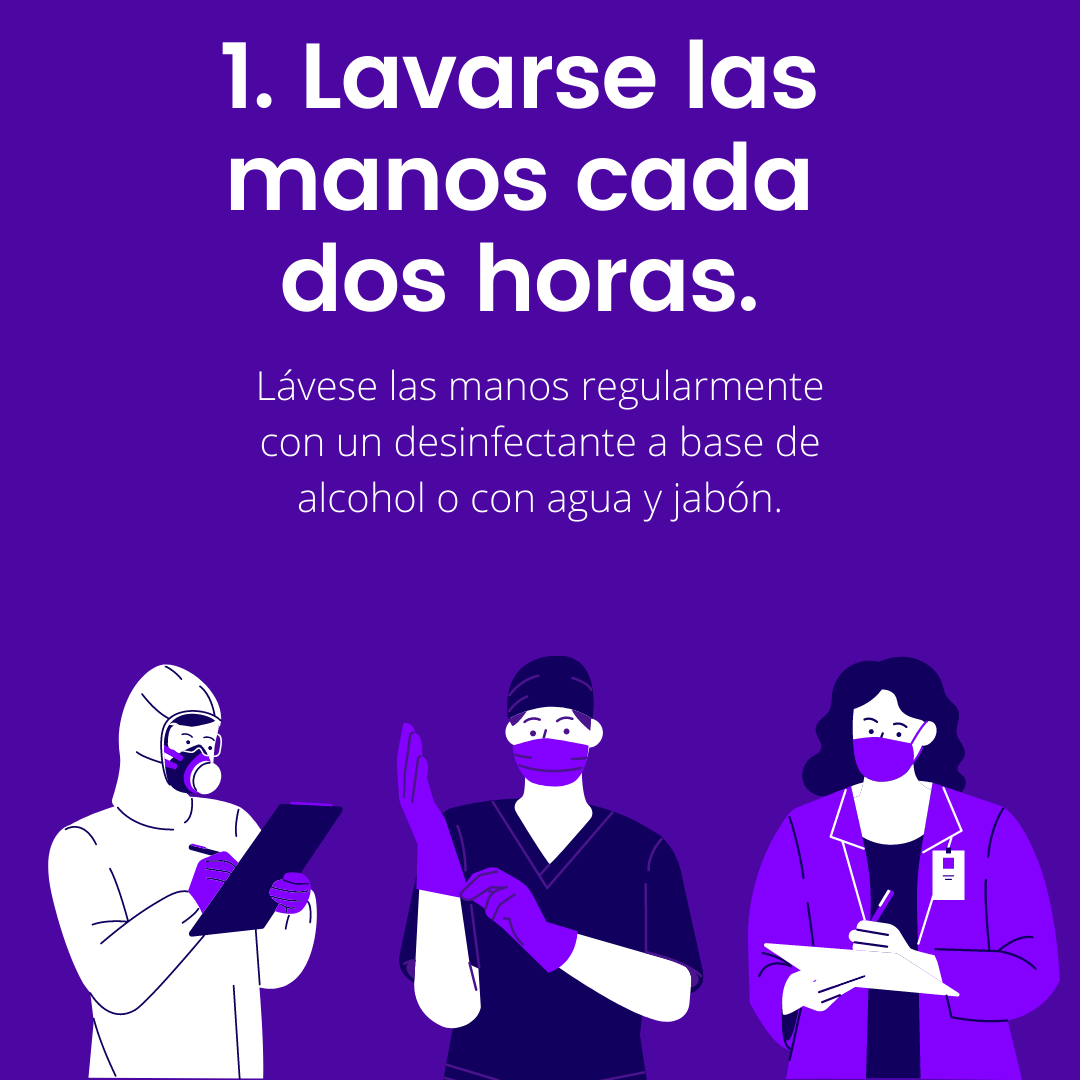 1. Lavarse las
manos cada
dos horas.
Lávese las manos regularmente
con un desinfectante a base de
alcohol o con agua y jabón.